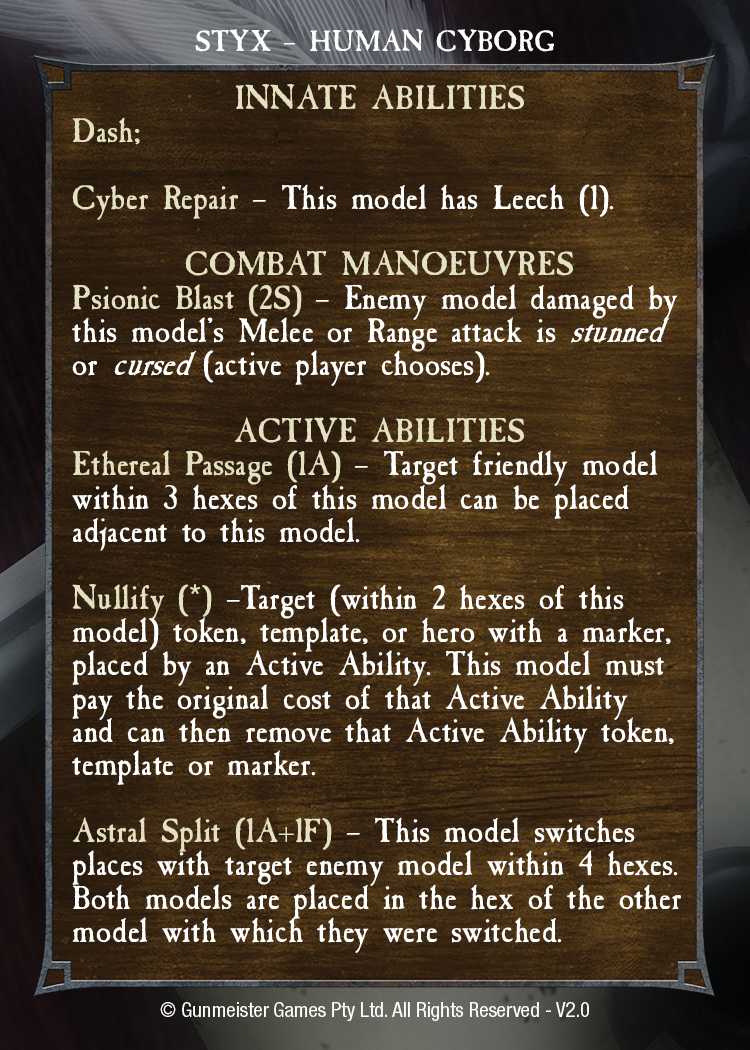 STYX – HUMAN CYBORG
INNATE ABILITIES
Dash;
Cyber Repair – This model has Leech (1).
COMBAT MANOEUVRES
Psionic Blast (2S) – Enemy model damaged by
this model's Melee or Range attack is stunned
or cursed (active player chooses).
ACTIVE ABILITIES
Ethereal Passage (1A) – Target friendly model
within 3 hexes of this model can be placed
adjacent to this model.
Nullify (*) –Target (within 2 hexes of this
model) token, template, or hero with a marker,
placed by an Active Ability. This model must
pay the original cost of that Active Ability
and can then remove that Active Ability token,
template or marker.
Astral Split (1A+1F) – This model switches
places with target enemy model within 4 hexes.
Both models are placed in the hex of the other
model with which they were switched.
© Gunmeister Games Pty Ltd. All Rights Reserved - V2.0